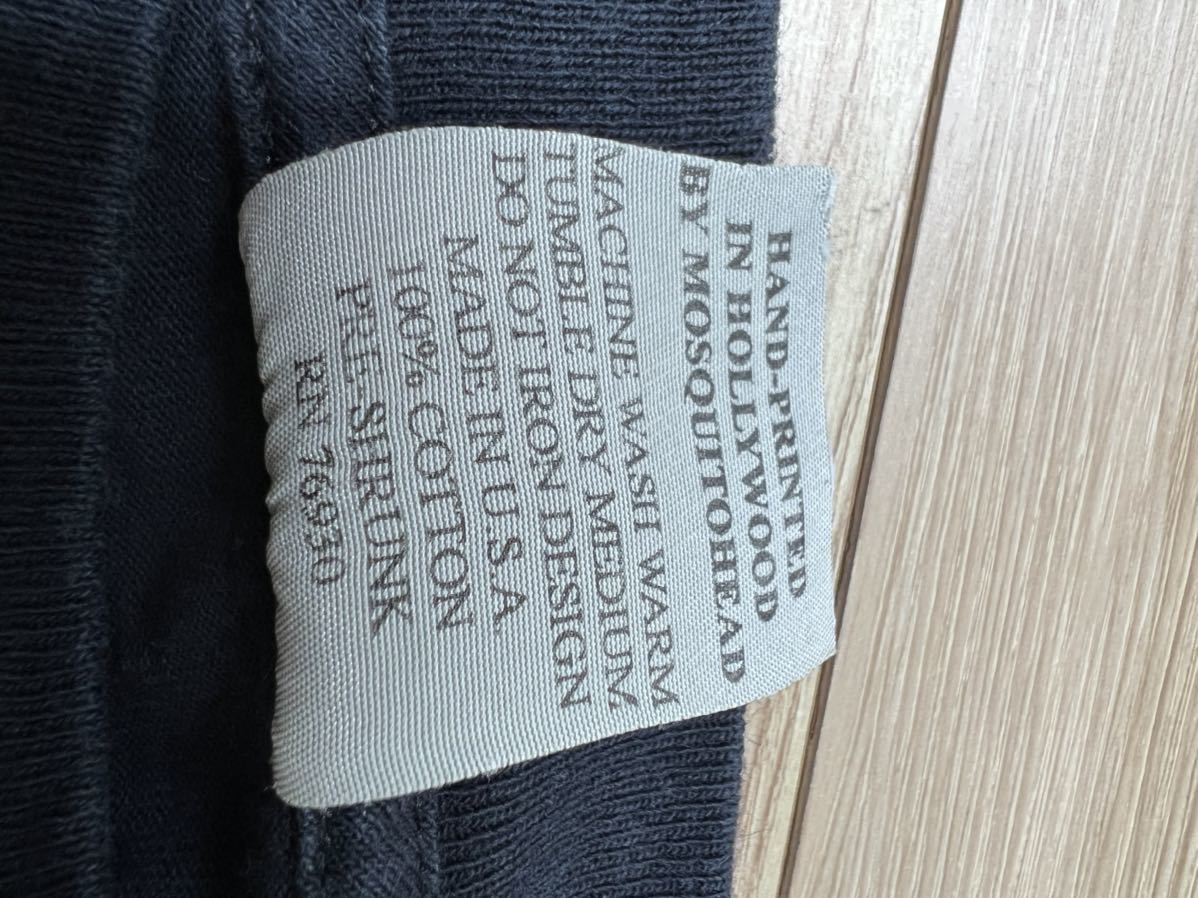 HAND-PRINTED
IN HOLLYWOOD
BY MOSQUITOHEAD
MACHINE WASH WARM
TUMBLE DRY MEDIUM
DO NOT IRON DESIGN
MADE IN U.S.A.
100% COTTON
PRE-SHRUNK
RN 76930